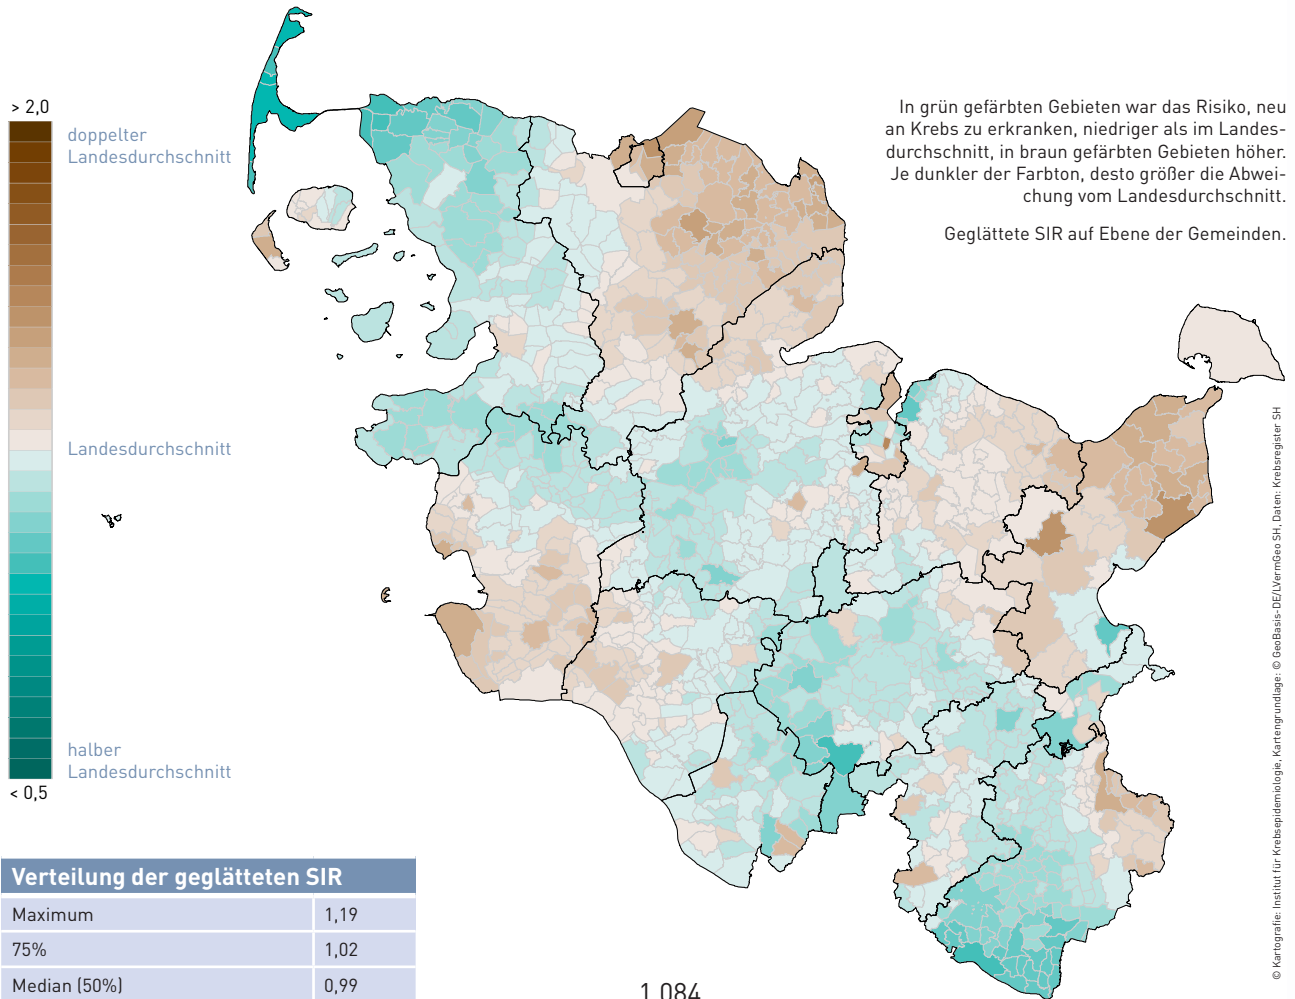 > 2,0
doppelter
Landesdurchschnitt
Landesdurchschnitt
halber
Landesdurchschnitt
< 0,5
In grün gefärbten Gebieten war das Risiko, neu
an Krebs zu erkranken, niedriger als im Landes-
durchschnitt, in braun gefärbten Gebieten höher.
Je dunkler der Farbton, desto größer die Abwei-
chung vom Landesdurchschnitt.
Geglättete SIR auf Ebene der Gemeinden.
© Kartografie: Institut für Krebsepidemiologie, Kartengrundlage: © GeoBasis-DE/LVermGeo SH, Daten: Krebsregister SH
Verteilung der geglätteten SIR
Maximum 1,19
75% 1,02
Median (50%) 0,99
1.084